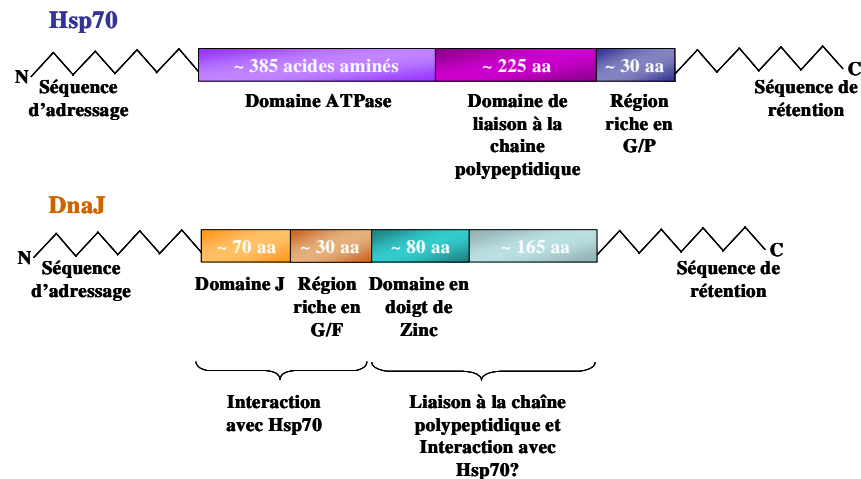 Hsp70
N
~ 385 acides aminés
~ 225 aa
~ 30 aa
C
Séquence
d'adressage
Domaine ATPase
Domaine de
liaison à la
chaine
polypeptidique
Région
riche en
G/P
Séquence de
rétention
DnaJ
N
~ 70 aa
~ 30 aa
~ 80 aa
~ 165 aa
C
Séquence
d'adressage
Domaine J
Région
riche en
G/F
Domaine en
doigt de
Zinc
Séquence de
rétention
Interaction
avec Hsp70
Liaison à la chaîne
polypeptidique et
Interaction avec
Hsp70?